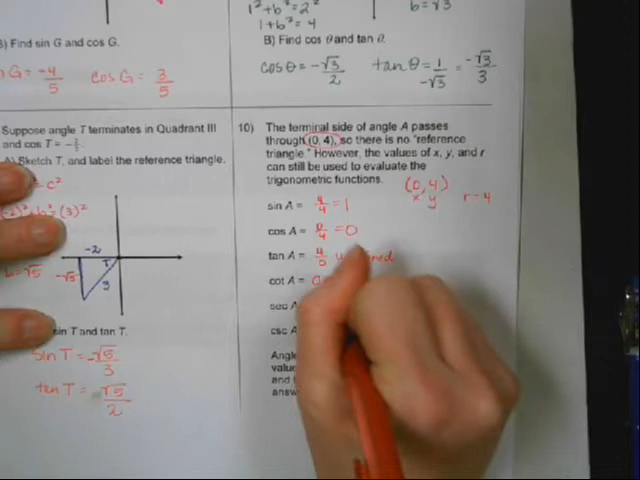 1² + b² = 2²
1 + b² = 4
b = √3
B) Find sin G and cos G.
G = -4/5 cos G = 3/5
B) Find cos θ and tan θ.
cos θ = -√3/2 tan θ = 1/-√3 = -√3/3
Suppose angle T terminates in Quadrant III
and cos T = -2/3.
A) Sketch T, and label the reference triangle.
= c²
(-2)² + b² = (3)²
b = √5
-√5
-2
T
3
sin T and tan T.
sin T = -√5/3
tan T = √5/2
10) The terminal side of angle A passes
through (0, 4), so there is no "reference
triangle." However, the values of x, y, and r
can still be used to evaluate the
trigonometric functions.
(0, 4)
x y r = 4
sin A = 4/4 = 1
cos A = 0/4 = 0
tan A = 4/0
cot A = 0
sec A
csc A
Angle
and